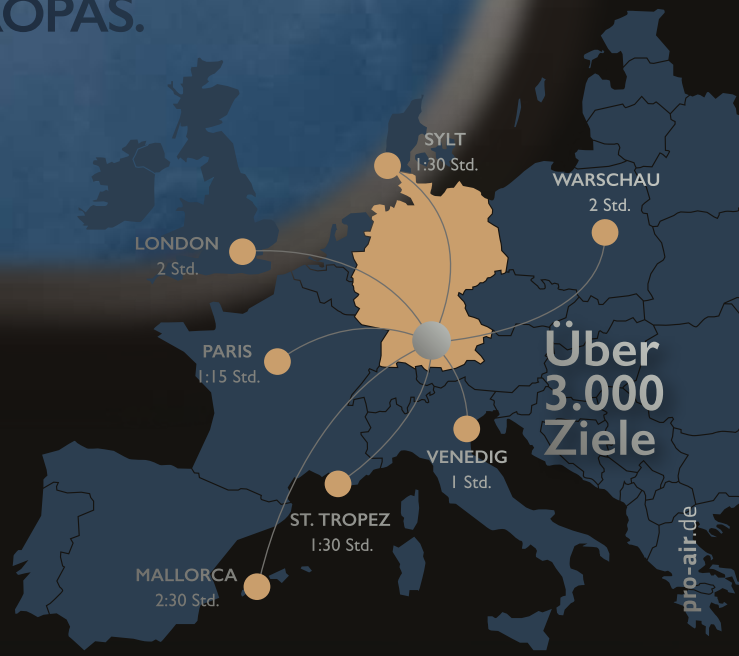 OPAS.
SYLT
1:30 Std.
WARSCHAU
2 Std.
LONDON
2 Std.
PARIS
1:15 Std.
Über
3.000
Ziele
VENEDIG
1 Std.
ST. TROPEZ
1:30 Std.
MALLORCA
2:30 Std.
pro-air.de